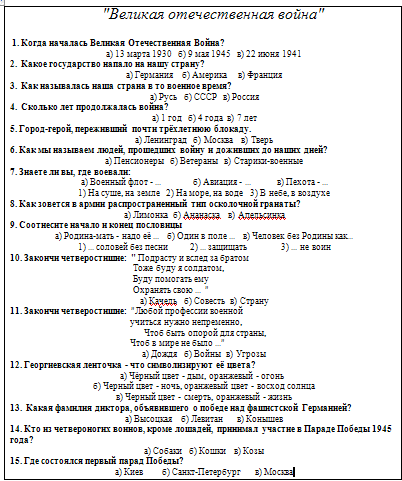 "Великая отечественная война"
1. Когда началась Великая Отечественная Война?
а) 13 марта 1930 б) 9 мая 1945 в) 22 июня 1941
2. Какое государство напало на нашу страну?
а) Германия б) Америка в) Франция
3. Как называлась наша страна в то военное время?
а) Русь б) СССР в) Россия
4. Сколько лет продолжалась война?
а) 1 год б) 4 года в) 7 лет
5. Город-герой, переживший почти трёхлетнюю блокаду.
а) Ленинград б) Москва в) Тверь
6. Как мы называем людей, прошедших войну и доживших до наших дней?
а) Пенсионеры б) Ветераны в) Старики-военные
7. Знаете ли вы, где воевали:
а) Военный флот - ... б) Авиация - ... в) Пехота - ...
1) На суше, на земле 2) На море, на воде 3) В небе, в воздухе
8. Как зовется в армии распространенный тип осколочной гранаты?
а) Лимонка б) Ананаска в) Апельсинка
9. Соотнесите начало и конец пословицы
а) Родина-мать - надо её ... б) Один в поле ... в) Человек без Родины как...
1) ... соловей без песни 2) ... защищать 3) ... не воин
10. Закончи четверостишие: " Подрасту и вслед за братом
Тоже буду я солдатом,
Буду помогать ему
Охранять свою ... "
а) Качель б) Совесть в) Страну
11. Закончи четверостишие: "Любой профессии военной
учиться нужно непременно,
Чтоб быть опорой для страны,
Чтоб в мире не было ..."
а) Дождя б) Войны в) Угрозы
12. Георгиевская ленточка - что символизируют её цвета?
а) Чёрный цвет - дым, оранжевый - огонь
б) Черный цвет - ночь, оранжевый цвет - восход солнца
в) Черный цвет - смерть, оранжевый - жизнь
13. Какая фамилия диктора, объявившего о победе над фашистской Германией?
а) Высоцкая б) Левитан в) Конышев
14. Кто из четвероногих воинов, кроме лошадей, принимал участие в Параде Победы 1945
года?
а) Собаки б) Кошки в) Козы
15. Где состоялся первый парад Победы?
а) Киев б) Санкт-Петербург в) Москва